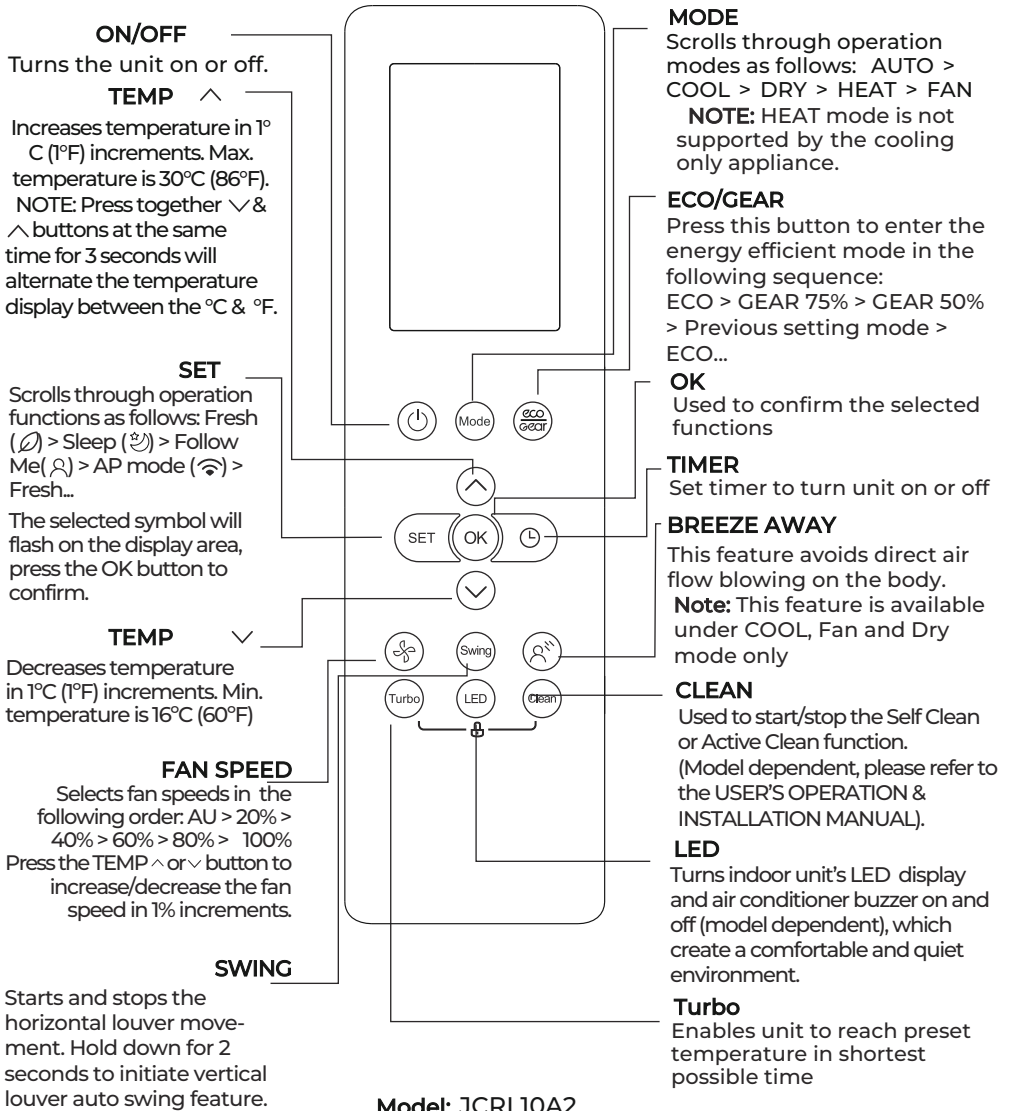 ON/OFF
Turns the unit on or off.
TEMP ∧
Increases temperature in 1°
C (1°F) increments. Max.
temperature is 30°C (86°F).
NOTE: Press together ∨ &
∧ buttons at the same
time for 3 seconds will
alternate the temperature
display between the °C & °F.
SET
Scrolls through operation
functions as follows: Fresh
( ) > Sleep ( ) > Follow
Me( ) > AP mode ( ) >
Fresh...
The selected symbol will
flash on the display area,
press the OK button to
confirm.
TEMP ∨
Decreases temperature
in 1°C (1°F) increments. Min.
temperature is 16°C (60°F)
FAN SPEED
Selects fan speeds in the
following order: AU > 20% >
40% > 60% > 80% > 100%
Press the TEMP ∧ or ∨ button to
increase/decrease the fan
speed in 1% increments.
SWING
Starts and stops the
horizontal louver move-
ment. Hold down for 2
seconds to initiate vertical
louver auto swing feature.
Mode
eco
Gear
SET
OK
Swing
Turbo
LED
Clean
MODE
Scrolls through operation
modes as follows: AUTO >
COOL > DRY > HEAT > FAN
NOTE: HEAT mode is not
supported by the cooling
only appliance.
ECO/GEAR
Press this button to enter the
energy efficient mode in the
following sequence:
ECO > GEAR 75% > GEAR 50%
> Previous setting mode >
ECO...
OK
Used to confirm the selected
functions
TIMER
Set timer to turn unit on or off
BREEZE AWAY
This feature avoids direct air
flow blowing on the body.
Note: This feature is available
under COOL, Fan and Dry
mode only
CLEAN
Used to start/stop the Self Clean
or Active Clean function.
(Model dependent, please refer to
the USER'S OPERATION &
INSTALLATION MANUAL).
LED
Turns indoor unit's LED display
and air conditioner buzzer on and
off (model dependent), which
create a comfortable and quiet
environment.
Turbo
Enables unit to reach preset
temperature in shortest
possible time
Model: JCRL10A2